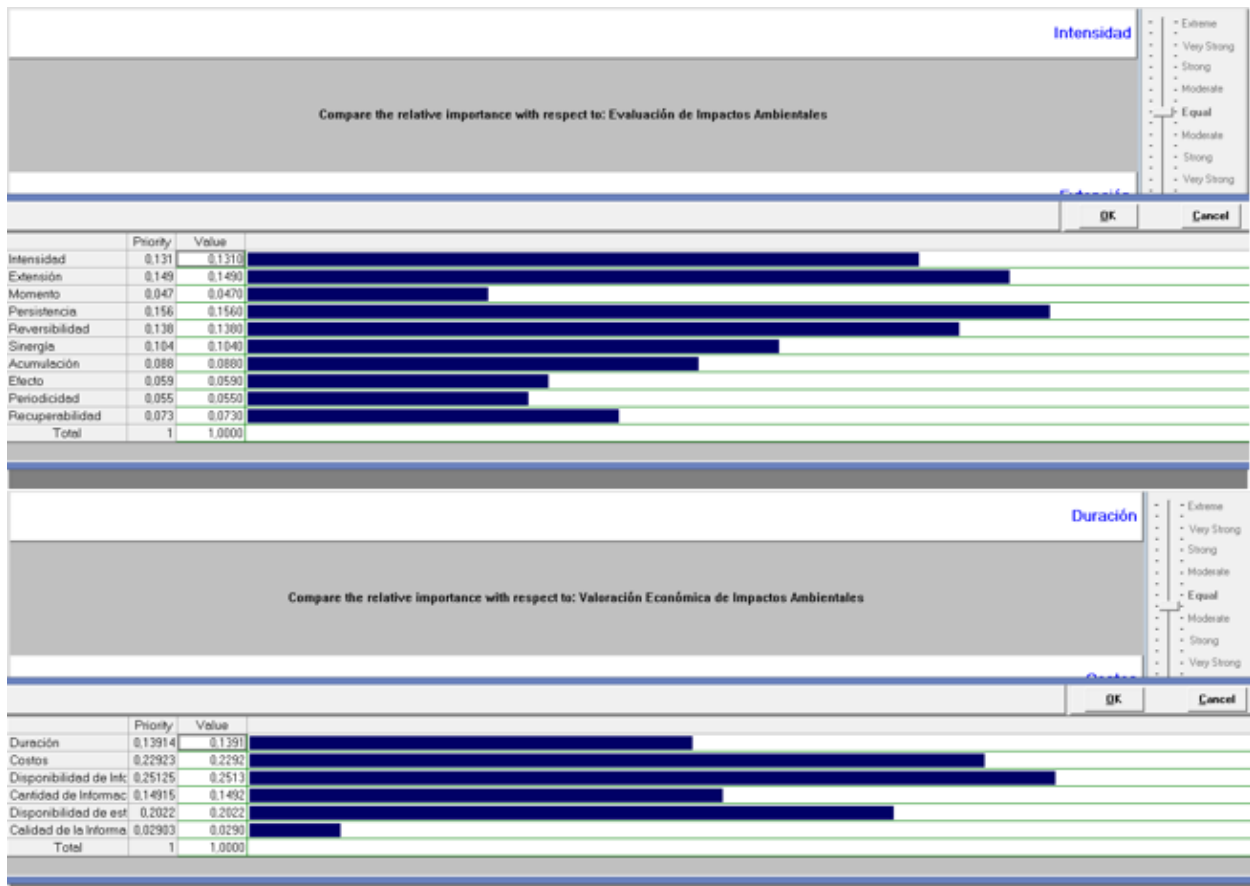 Intensidad
Extreme
Very Strong
Strong
Moderate
Equal
Moderate
Strong
Very Strong
Compare the relative importance with respect to: Evaluación de Impactos Ambientales
Extensión
OK Cancel
Priority Value
Intensidad 0,131 0,1310
Extensión 0,149 0,1490
Momento 0,047 0,0470
Persistencia 0,156 0,1560
Reversibilidad 0,138 0,1380
Sinergía 0,104 0,1040
Acumulación 0,088 0,0880
Efecto 0,059 0,0590
Periodicidad 0,055 0,0550
Recuperabilidad 0,073 0,0730
Total 1 1,0000
Duración
Extreme
Very Strong
Strong
Moderate
Equal
Moderate
Strong
Very Strong
Compare the relative importance with respect to: Valoración Económica de Impactos Ambientales
Costos
OK Cancel
Priority Value
Duración 0,13914 0,1391
Costos 0,22923 0,2292
Disponibilidad de Infc 0,25125 0,2513
Cantidad de Informac 0,14915 0,1492
Disponibilidad de est 0,2022 0,2022
Calidad de la Informa 0,02903 0,0290
Total 1 1,0000